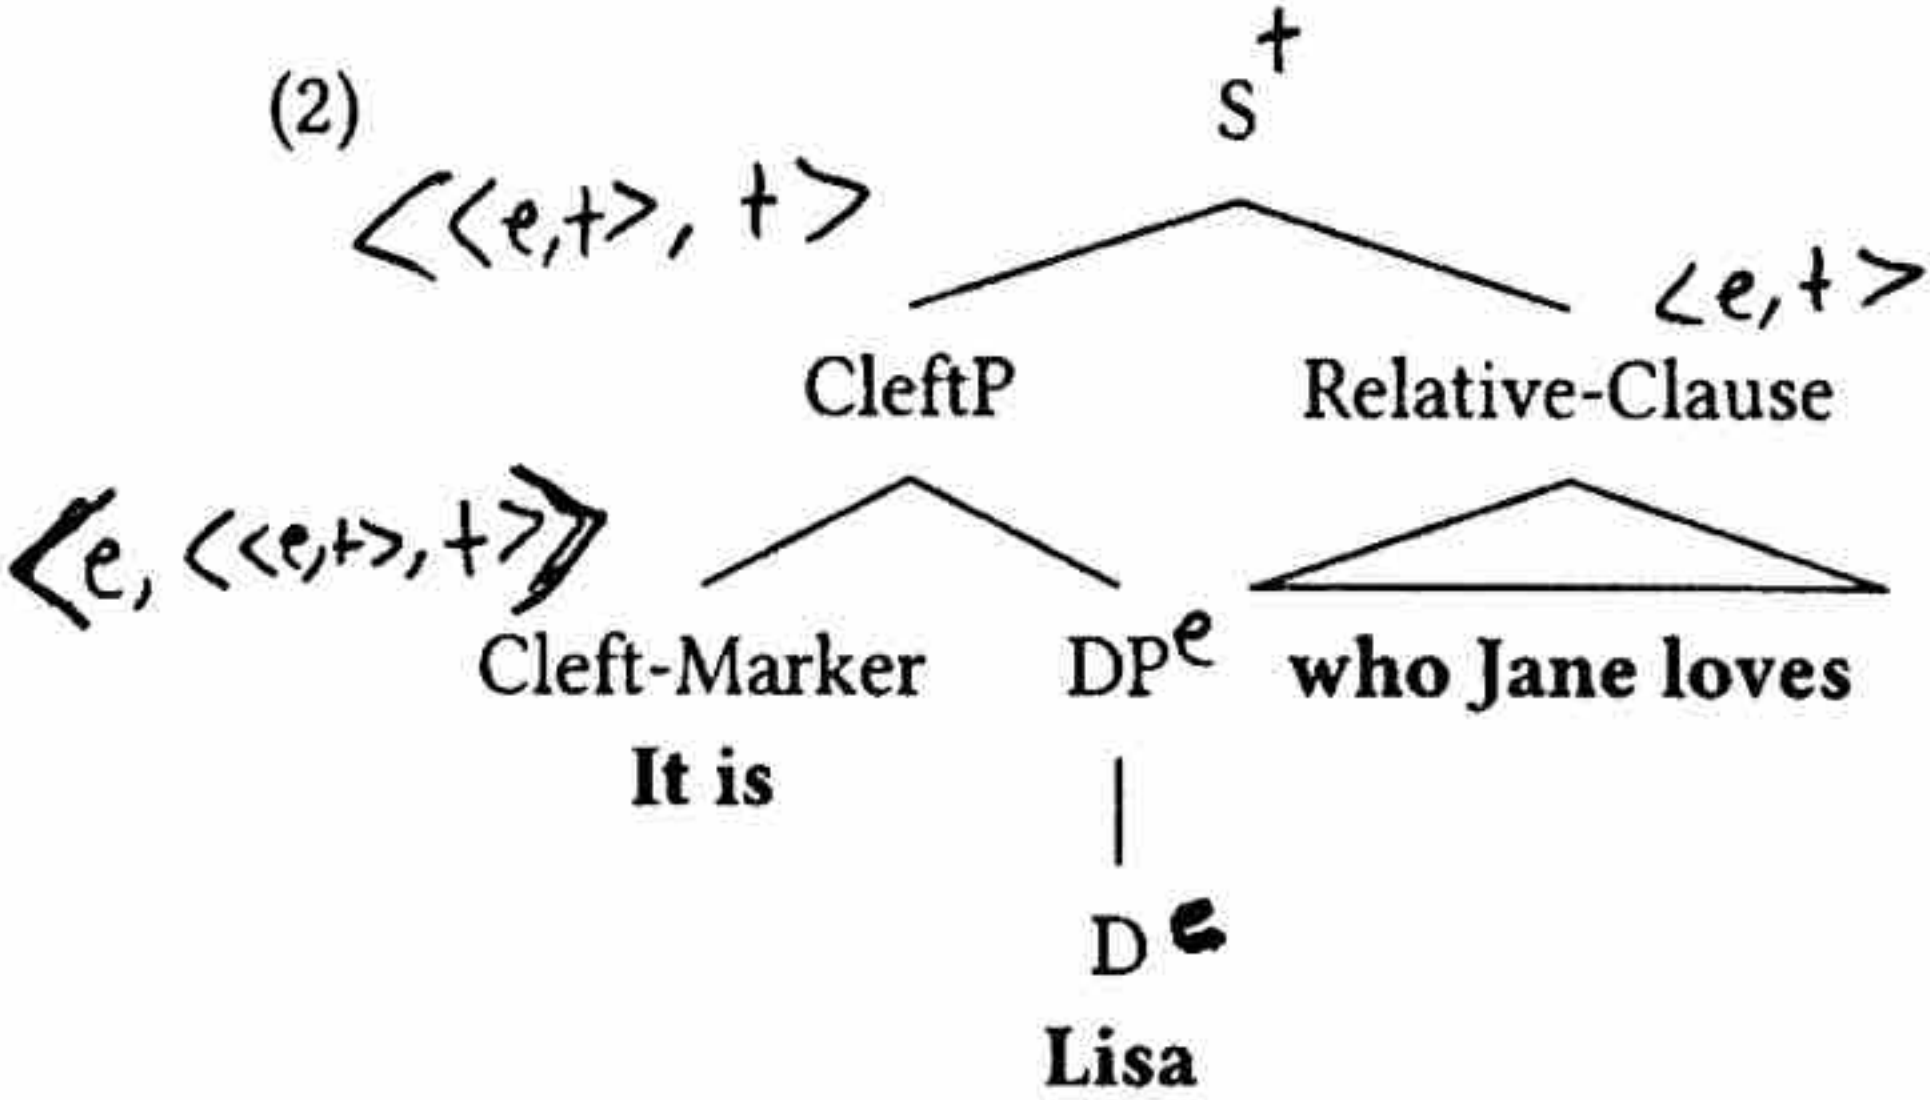 t
(2) S
<<e,t>, t>
<e,t>
CleftP Relative-Clause
<e, <<e,t>, t>>
Cleft-Marker DP e who Jane loves
It is
D e
Lisa